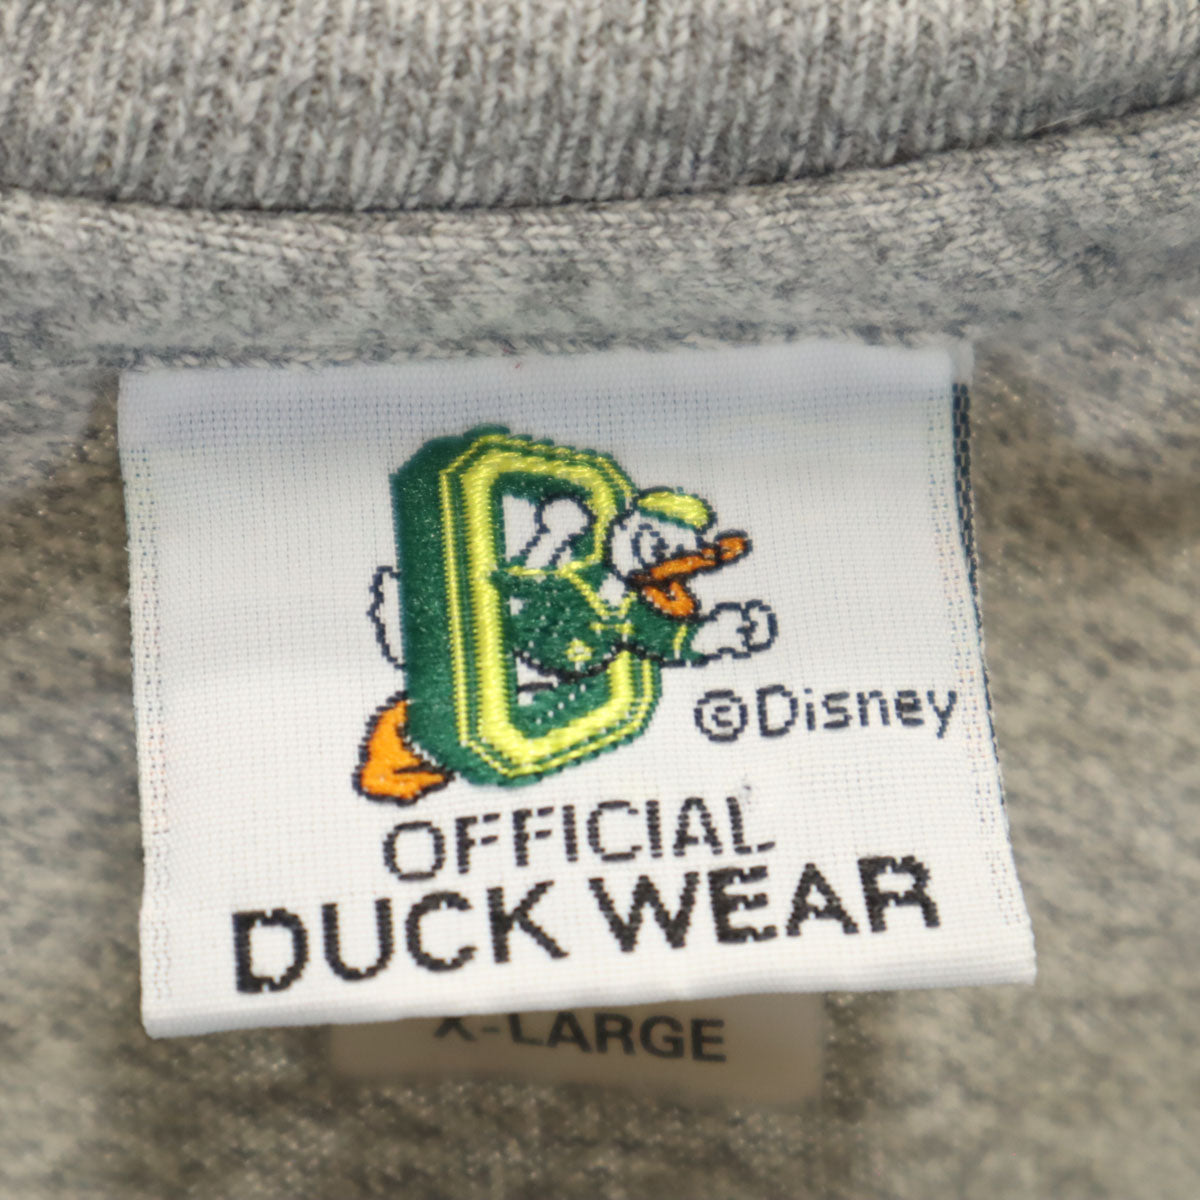 ©Disney
OFFICIAL
DUCK WEAR
X-LARGE